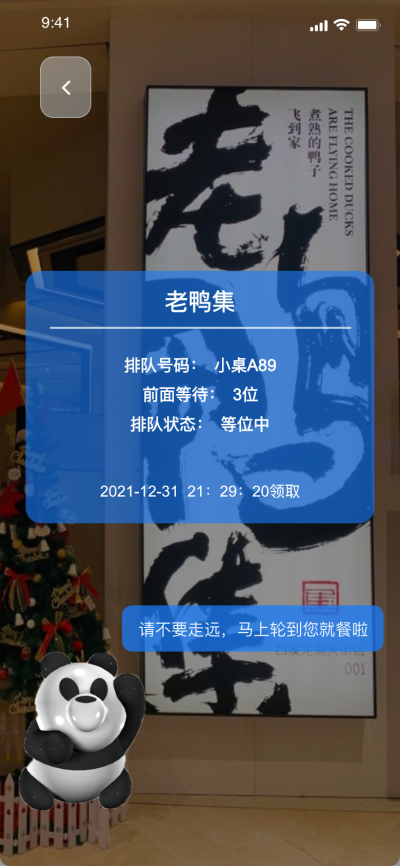 9:41
THE COOKED DUCKS
ARE FLYING HOME
煮熟的鸭子
飞到家
老鸭集
老鸭集
排队号码： 小桌A89
前面等待： 3位
排队状态： 等位中
2021-12-31 21：29：20领取
请不要走远，马上轮到您就餐啦
001